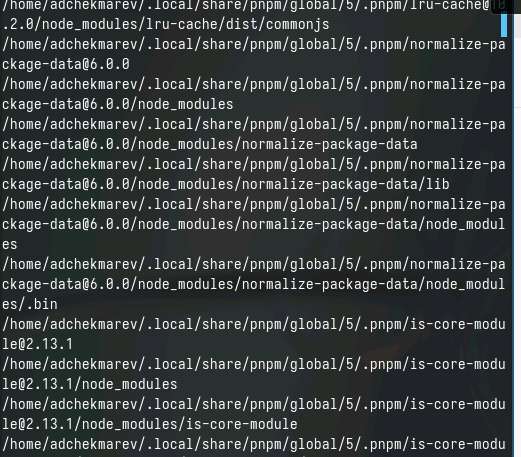 /home/adchekmarev/.local/share/pnpm/global/5/.pnpm/lru-cache@10
.2.0/node_modules/lru-cache/dist/commonjs
/home/adchekmarev/.local/share/pnpm/global/5/.pnpm/normalize-pa
ckage-data@6.0.0
/home/adchekmarev/.local/share/pnpm/global/5/.pnpm/normalize-pa
ckage-data@6.0.0/node_modules
/home/adchekmarev/.local/share/pnpm/global/5/.pnpm/normalize-pa
ckage-data@6.0.0/node_modules/normalize-package-data
/home/adchekmarev/.local/share/pnpm/global/5/.pnpm/normalize-pa
ckage-data@6.0.0/node_modules/normalize-package-data/lib
/home/adchekmarev/.local/share/pnpm/global/5/.pnpm/normalize-pa
ckage-data@6.0.0/node_modules/normalize-package-data/node_modul
es
/home/adchekmarev/.local/share/pnpm/global/5/.pnpm/normalize-pa
ckage-data@6.0.0/node_modules/normalize-package-data/node_modul
es/.bin
/home/adchekmarev/.local/share/pnpm/global/5/.pnpm/is-core-modu
le@2.13.1
/home/adchekmarev/.local/share/pnpm/global/5/.pnpm/is-core-modu
le@2.13.1/node_modules
/home/adchekmarev/.local/share/pnpm/global/5/.pnpm/is-core-modu
le@2.13.1/node_modules/is-core-module
/home/adchekmarev/.local/share/pnpm/global/5/.pnpm/is-core-modu